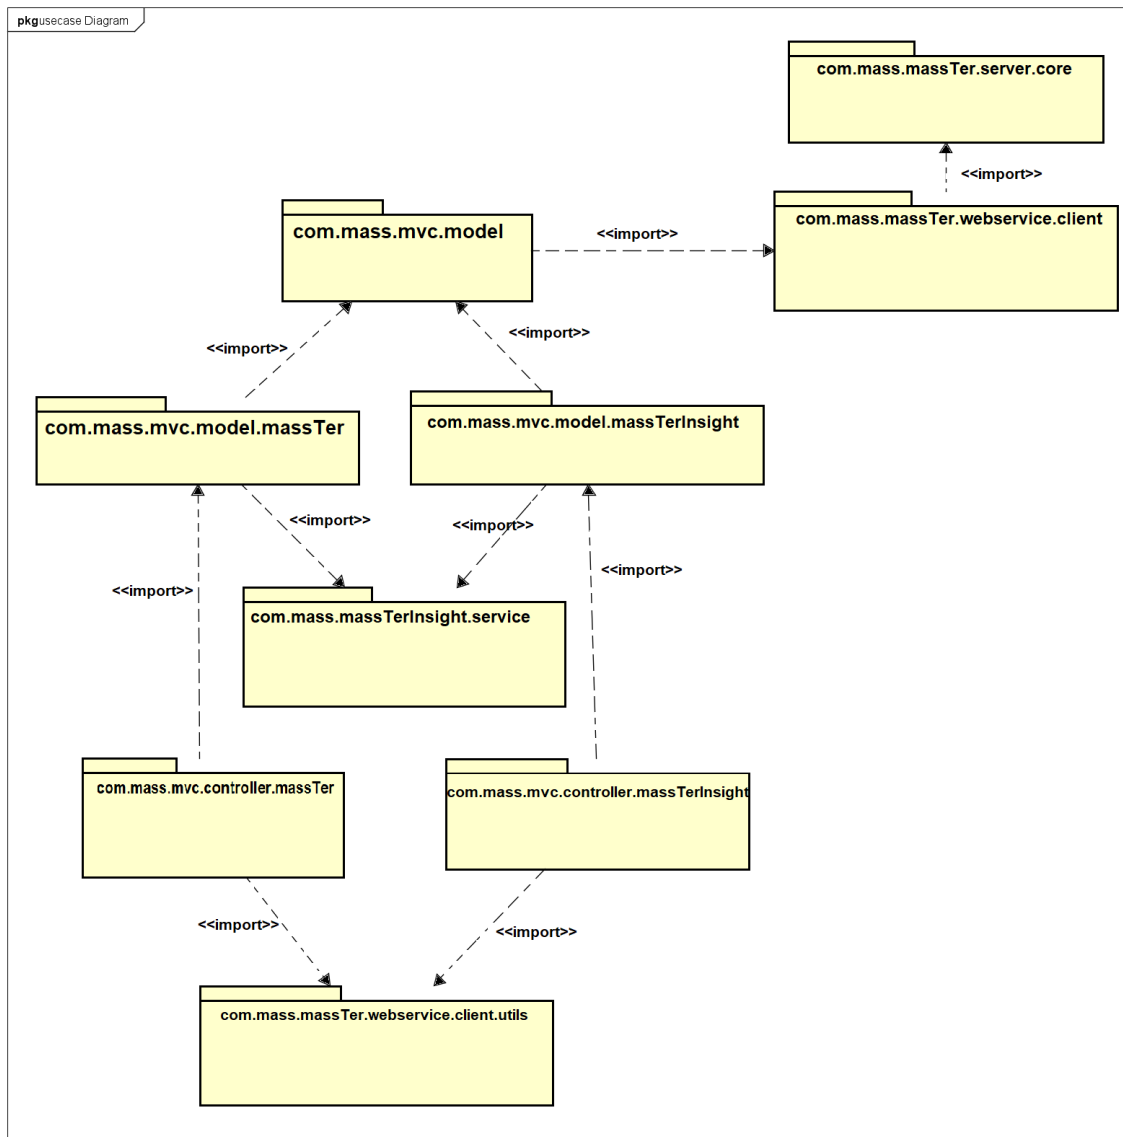 pkgusecase Diagram
com.mass.massTer.server.core
<<import>>
com.mass.massTer.webservice.client
com.mass.mvc.model
<<import>>
<<import>>
<<import>>
com.mass.mvc.model.massTer
com.mass.mvc.model.massTerInsight
<<import>>
<<import>>
<<import>>
<<import>>
com.mass.massTerInsight.service
com.mass.mvc.controller.massTer
com.mass.mvc.controller.massTerInsight
<<import>>
<<import>>
com.mass.massTer.webservice.client.utils